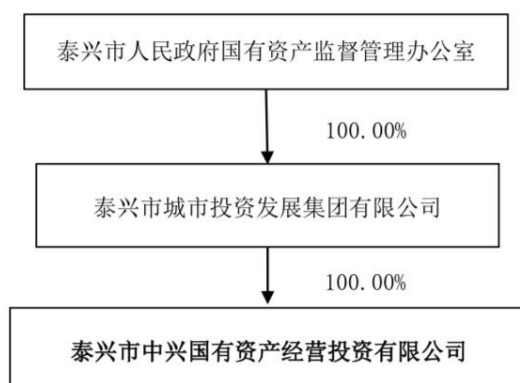 泰兴市人民政府国有资产监督管理办公室
100.00%
泰兴市城市投资发展集团有限公司
100.00%
泰兴市中兴国有资产经营投资有限公司